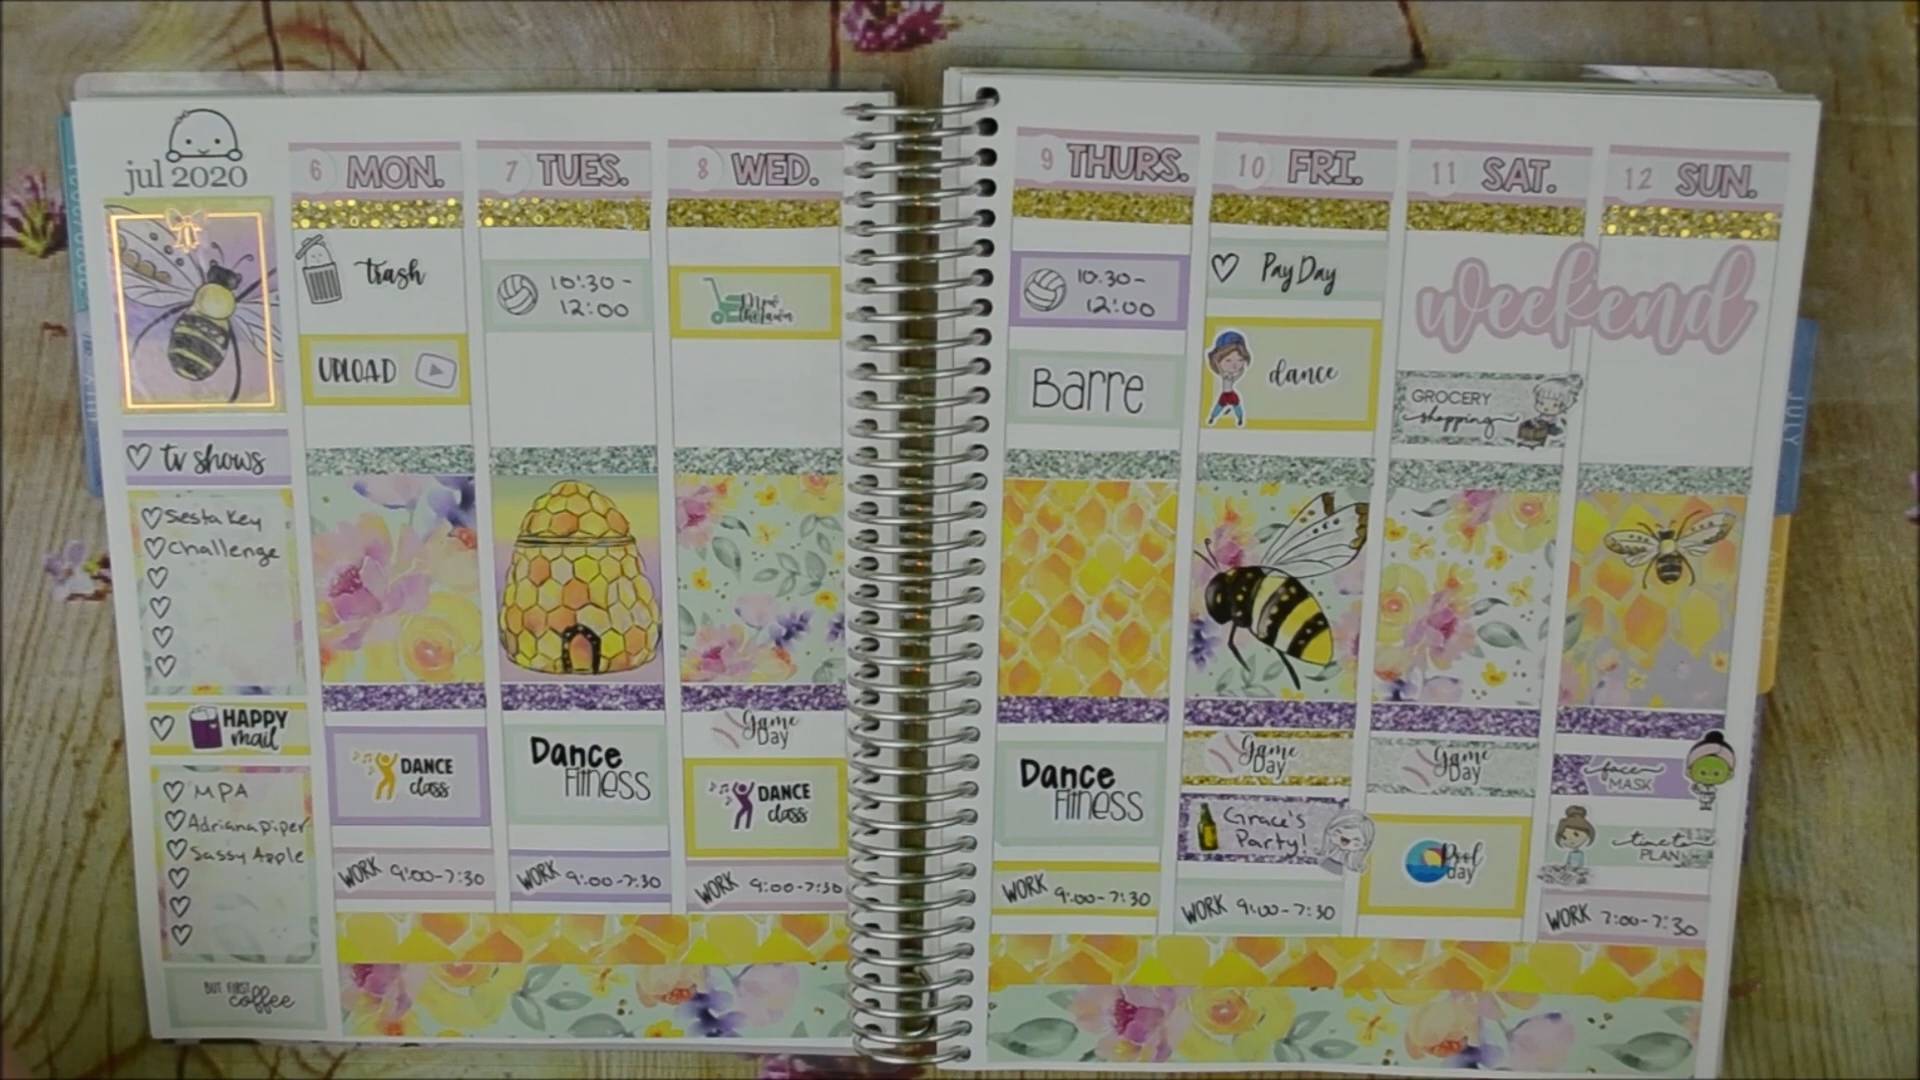 jul 2020
tv shows
Siesta Key
Challenge
HAPPY
mail
MPA
Adriana piper
Sassy Apple
BUT FIRST
coffee
6 MON.
trash
UPLOAD
DANCE
class
WORK 9:00-7:30
7 TUES.
10:30-
12:00
Dance
Fitness
WORK 9:00-7:30
8 WED.
Mow
the lawn
Game
Day
DANCE
class
WORK 9:00-7:30
9 THURS.
10:30-
12:00
Barre
Dance
Fitness
WORK 9:00-7:30
10 FRI.
Pay Day
dance
Game
Day
Grace's
Party!
WORK 9:00-7:30
11 SAT.
weekend
GROCERY
shopping
Game
Day
Pool
day
12 SUN.
face
MASK
time to
PLAN
WORK 7:00-7:30
JULY